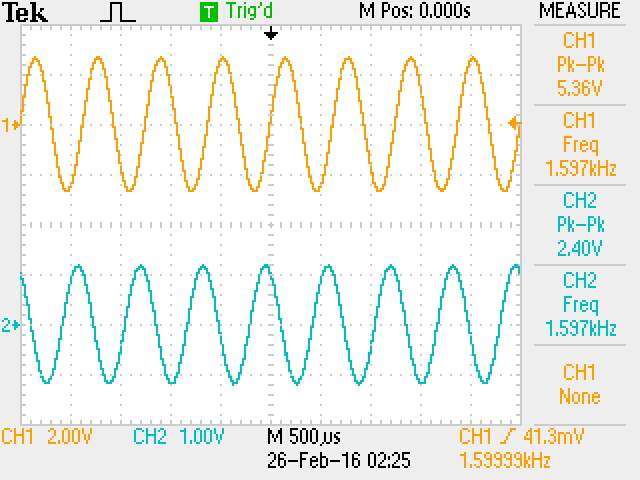 Tek T Trig'd M Pos: 0.000s MEASURE
CH1
Pk-Pk
5.36V
CH1
Freq
1.597kHz
CH2
Pk-Pk
2.40V
CH2
Freq
1.597kHz
CH1
None
1
2
CH1 2.00V CH2 1.00V M 500µs CH1 41.3mV
26-Feb-16 02:25 1.59999kHz